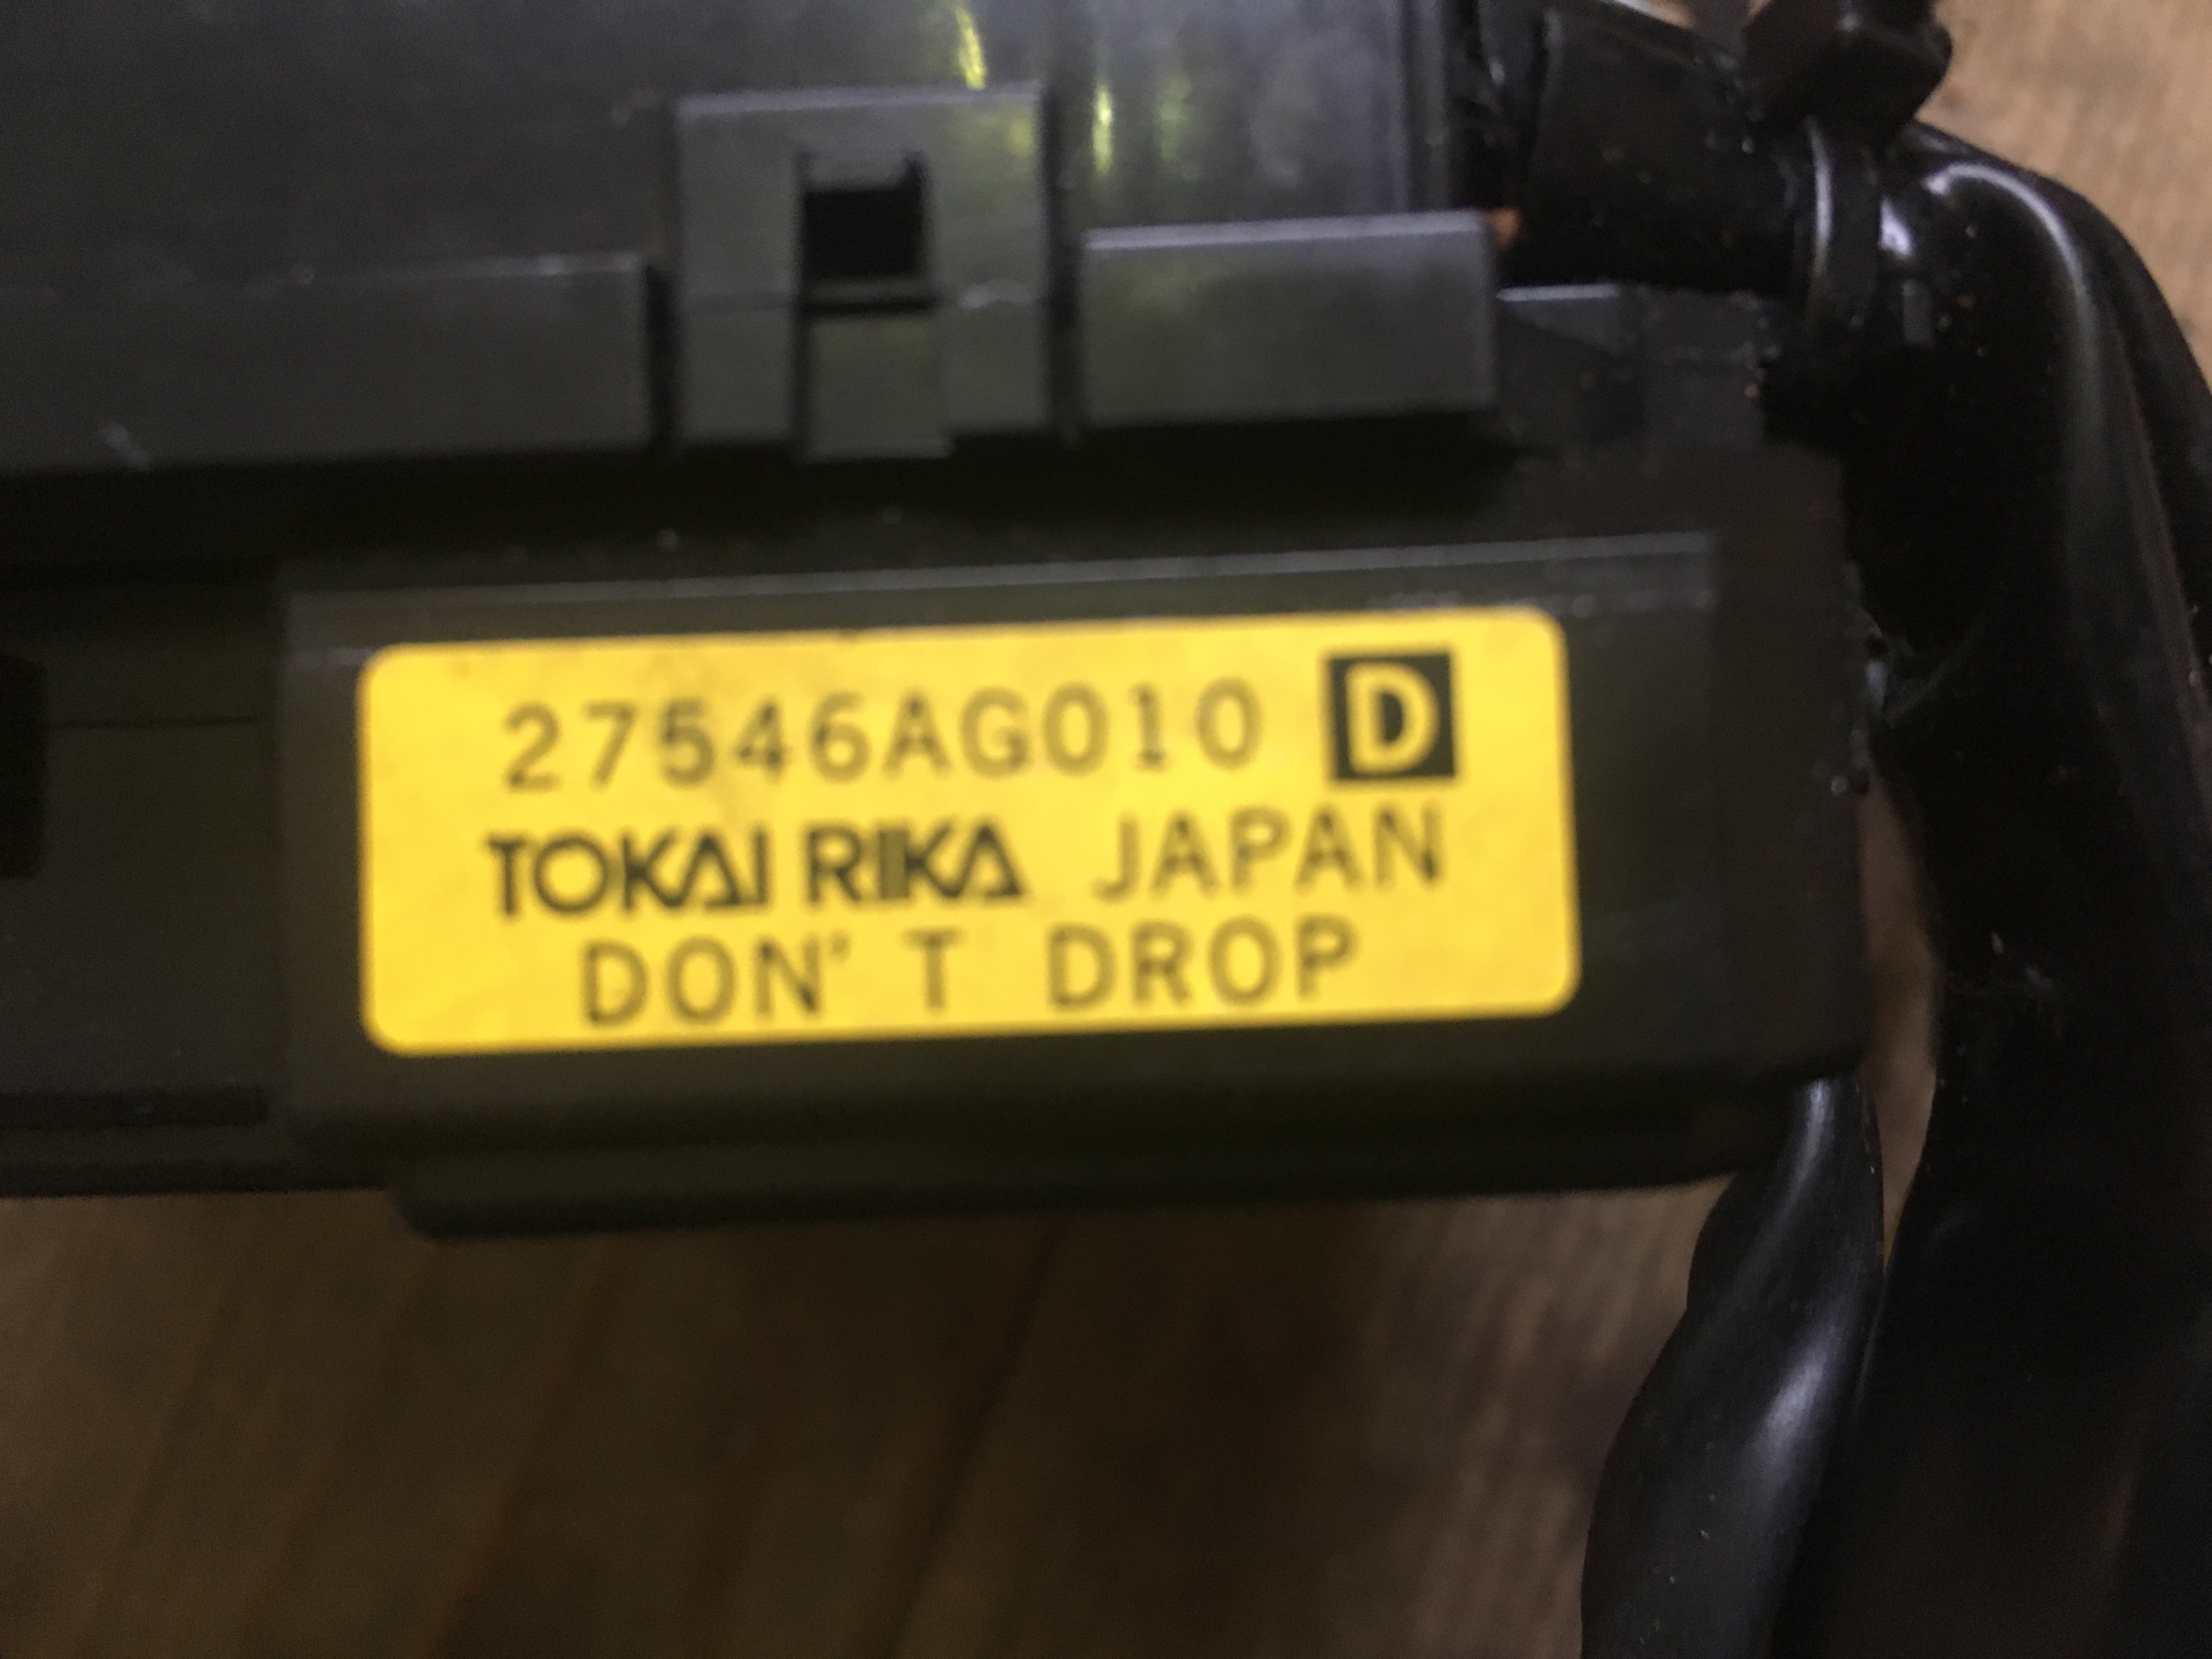 27546AG010 D
TOKAI RIKA JAPAN
DON'T DROP